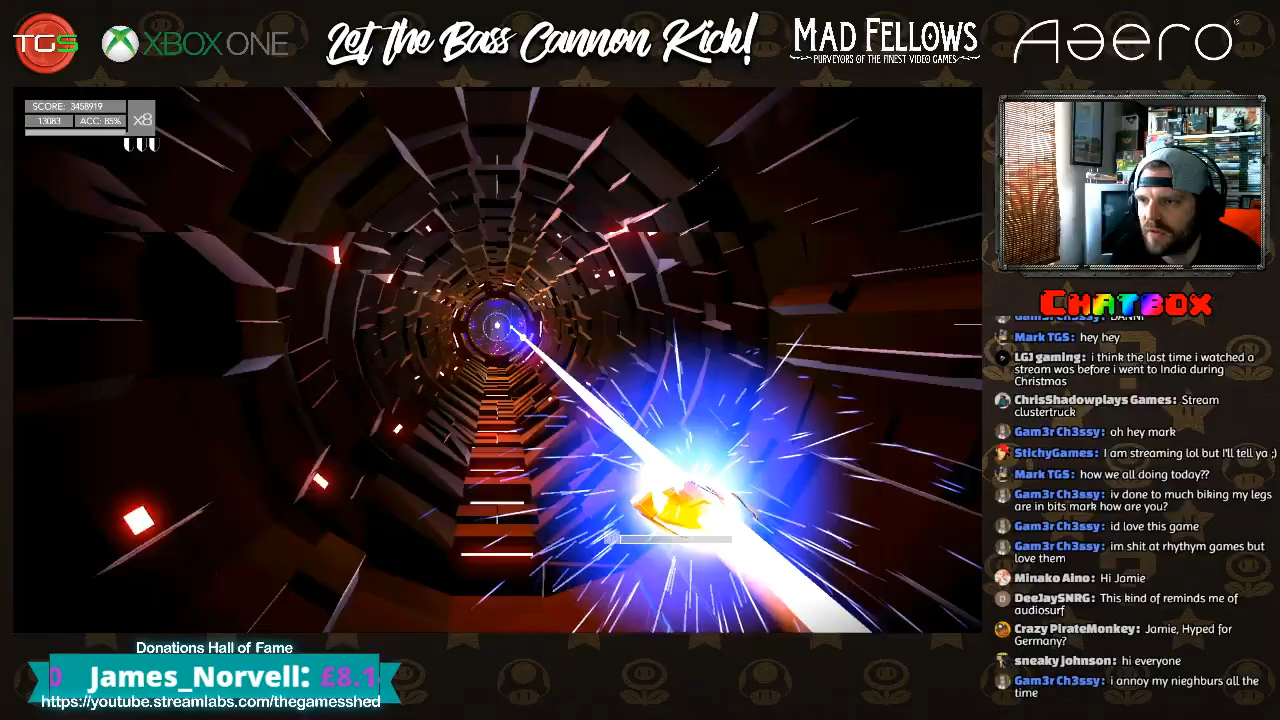 TGS
XBOX ONE
Let the Bass Cannon Kick!
MAD FELLOWS
PURVEYORS OF THE FINEST VIDEO GAMES
Aaero
SCORE: 3458919
13083
ACC: 85%
x8
CHATBOX
Gam3r Ch3ssy: DANNI
Mark TGS: hey hey
LGJ gaming: i think the last time i watched a
stream was before i went to India during
Christmas
ChrisShadowplays Games: Stream
clustertruck
Gam3r Ch3ssy: oh hey mark
StichyGames: I am streaming lol but I'll tell ya ;)
Mark TGS: how we all doing today??
Gam3r Ch3ssy: iv done to much biking my legs
are in bits mark how are you?
Gam3r Ch3ssy: id love this game
Gam3r Ch3ssy: im shit at rhythym games but
love them
Minako Aino: Hi Jamie
DeeJaySNRG: This kind of reminds me of
audiosurf
Crazy PirateMonkey: Jamie, Hyped for
Germany?
sneaky johnson: hi everyone
Gam3r Ch3ssy: i annoy my nieghburs all the
time
Donations Hall of Fame
0 James_Norvell: £8.1
https://youtube.streamlabs.com/thegamesshed